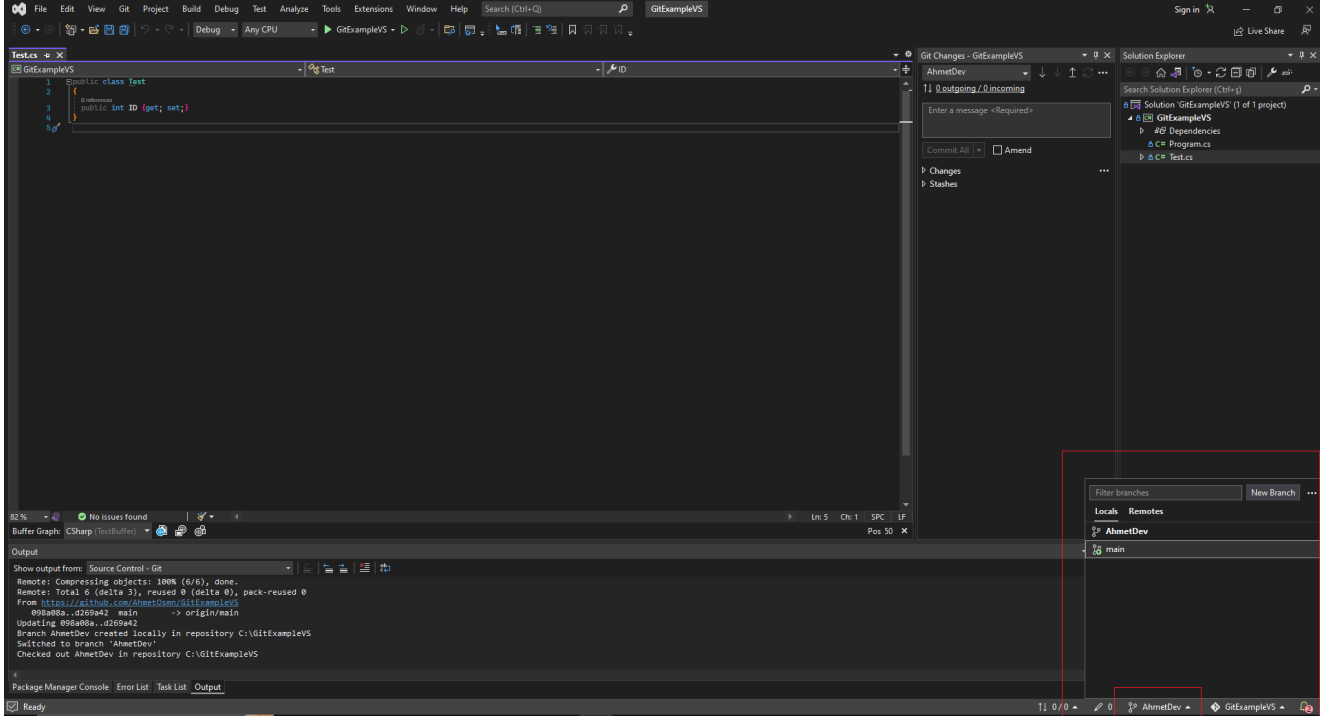 File Edit View Git Project Build Debug Test Analyze Tools Extensions Window Help Search (Ctrl+Q) GitExampleVS Sign in
Debug Any CPU GitExampleVS Live Share
Test.cs
GitExampleVS Test ID
1 public class Test
2 {
0 references
3 public int ID {get; set;}
4 }
5
82 % No issues found Ln: 5 Ch: 1 SPC LF
Buffer Graph: CSharp (TextBuffer) Pos 50
Output
Show output from: Source Control - Git
Remote: Compressing objects: 100% (6/6), done.
Remote: Total 6 (delta 3), reused 0 (delta 0), pack-reused 0
From https://github.com/AhmetOsmn/GitExampleVS
098a08a..d269a42 main -> origin/main
Updating 098a08a..d269a42
Branch AhmetDev created locally in repository C:\GitExampleVS
Switched to branch 'AhmetDev'
Checked out AhmetDev in repository C:\GitExampleVS
Package Manager Console Error List Task List Output
Git Changes - GitExampleVS
AhmetDev
0 outgoing / 0 incoming
Enter a message <Required>
Commit All Amend
Changes
Stashes
Solution Explorer
Search Solution Explorer (Ctrl+ş)
Solution 'GitExampleVS' (1 of 1 project)
GitExampleVS
Dependencies
C# Program.cs
C# Test.cs
Filter branches New Branch
Locals Remotes
AhmetDev
main
Ready 0 / 0 0 AhmetDev GitExampleVS 2